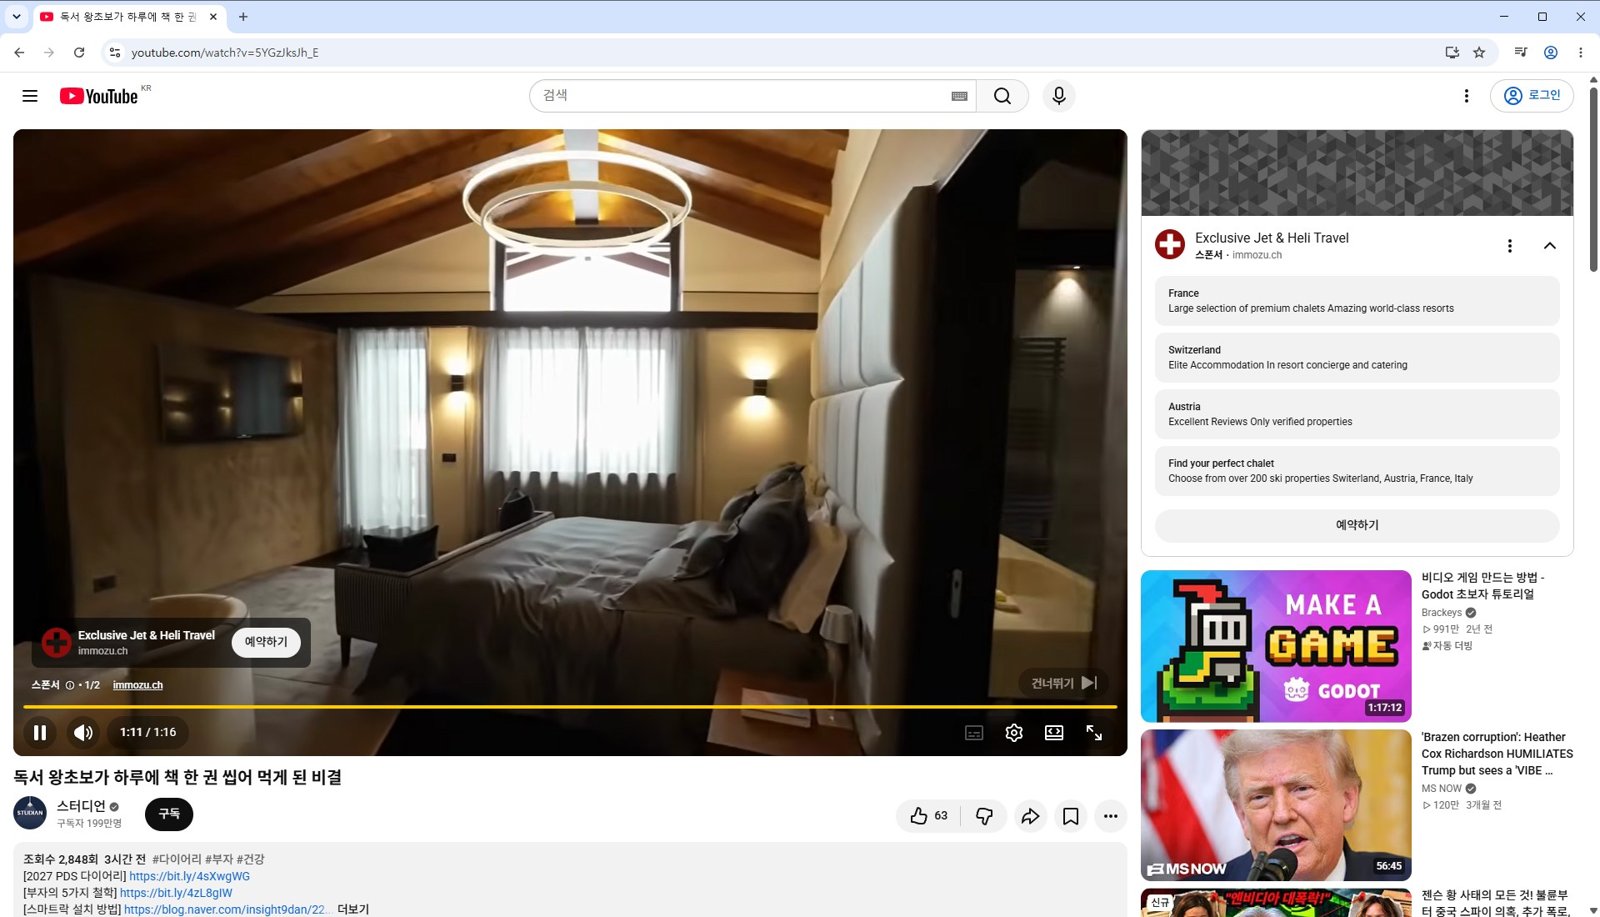 독서 왕초보가 하루에 책 한 권
youtube.com/watch?v=5YGzJksJh_E
YouTube KR
검색
로그인
Exclusive Jet & Heli Travel
immozu.ch
예약하기
스폰서 • 1/2 immozu.ch
건너뛰기
1:11 / 1:16
독서 왕초보가 하루에 책 한 권 씹어 먹게 된 비결
STUDIAN
스터디언
구독자 199만명
구독
63
조회수 2,848회 3시간 전 #다이어리 #부자 #건강
[2027 PDS 다이어리] https://bit.ly/4sXwgWG
[부자의 5가지 철학] https://bit.ly/4zL8gIW
[스마트락 설치 방법] https://blog.naver.com/insight9dan/22... 더보기
Exclusive Jet & Heli Travel
스폰서 · immozu.ch
France
Large selection of premium chalets Amazing world-class resorts
Switzerland
Elite Accommodation In resort concierge and catering
Austria
Excellent Reviews Only verified properties
Find your perfect chalet
Choose from over 200 ski properties Switerland, Austria, France, Italy
예약하기
MAKE A
GAME
GODOT
1:17:12
비디오 게임 만드는 방법 -
Godot 초보자 튜토리얼
Brackeys
991만 2년 전
자동 더빙
MS NOW
56:45
'Brazen corruption': Heather
Cox Richardson HUMILIATES
Trump but sees a 'VIBE ...
MS NOW
120만 3개월 전
신규
"엔비디아 대폭락!"
젠슨 황 사태의 모든 것! 불륜부
터 중국 스파이 의혹, 추가 폭로,